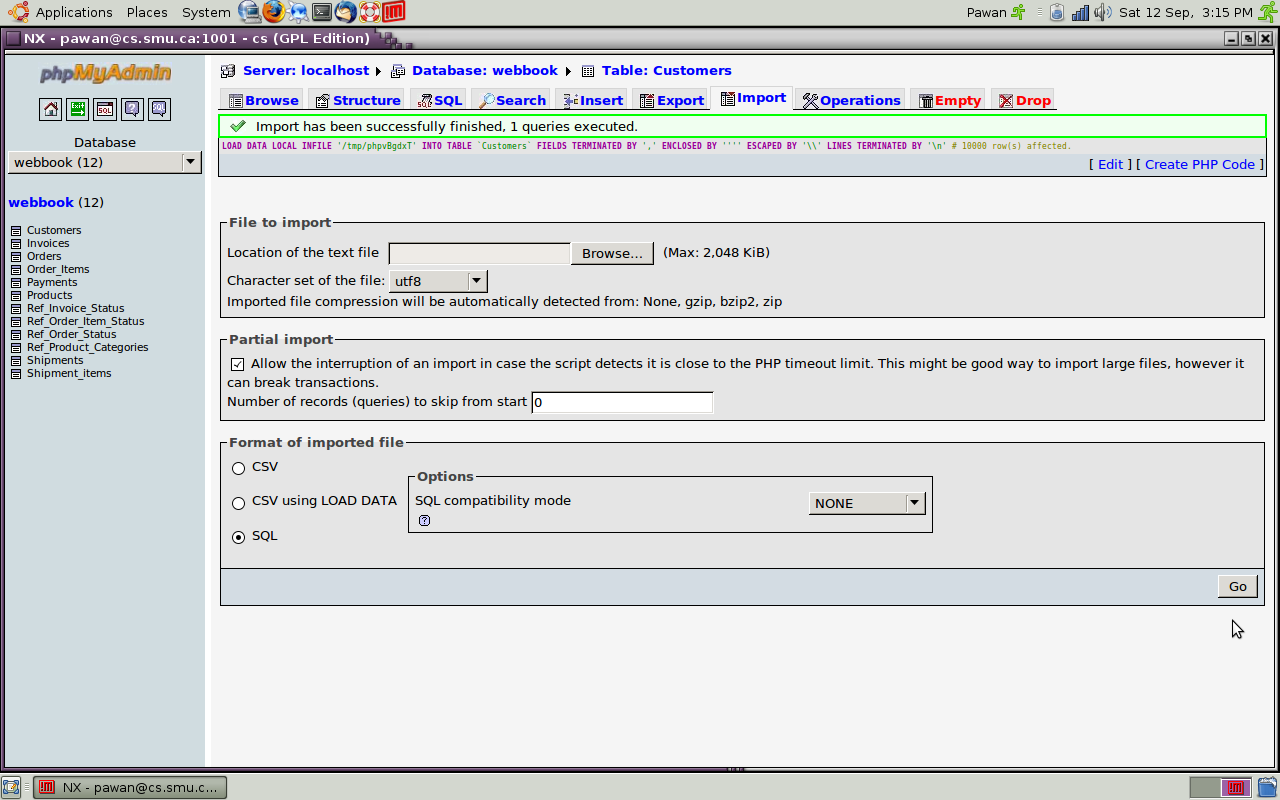 Applications Places System Pawan Sat 12 Sep, 3:15 PM
NX - pawan@cs.smu.ca:1001 - cs (GPL Edition)
phpMyAdmin
Database
webbook (12)
webbook (12)
Customers
Invoices
Orders
Order_Items
Payments
Products
Ref_Invoice_Status
Ref_Order_Item_Status
Ref_Order_Status
Ref_Product_Categories
Shipments
Shipment_items
Server: localhost Database: webbook Table: Customers
Browse Structure SQL Search Insert Export Import Operations Empty Drop
Import has been successfully finished, 1 queries executed.
LOAD DATA LOCAL INFILE '/tmp/phpvBgdxT' INTO TABLE `Customers` FIELDS TERMINATED BY ',' ENCLOSED BY '''' ESCAPED BY '\\' LINES TERMINATED BY '\n' # 10000 row(s) affected.
[ Edit ] [ Create PHP Code ]
File to import
Location of the text file Browse... (Max: 2,048 KiB)
Character set of the file: utf8
Imported file compression will be automatically detected from: None, gzip, bzip2, zip
Partial import
Allow the interruption of an import in case the script detects it is close to the PHP timeout limit. This might be good way to import large files, however it
can break transactions.
Number of records (queries) to skip from start 0
Format of imported file
CSV
CSV using LOAD DATA
SQL
Options
SQL compatibility mode NONE
Go
NX - pawan@cs.smu.c...